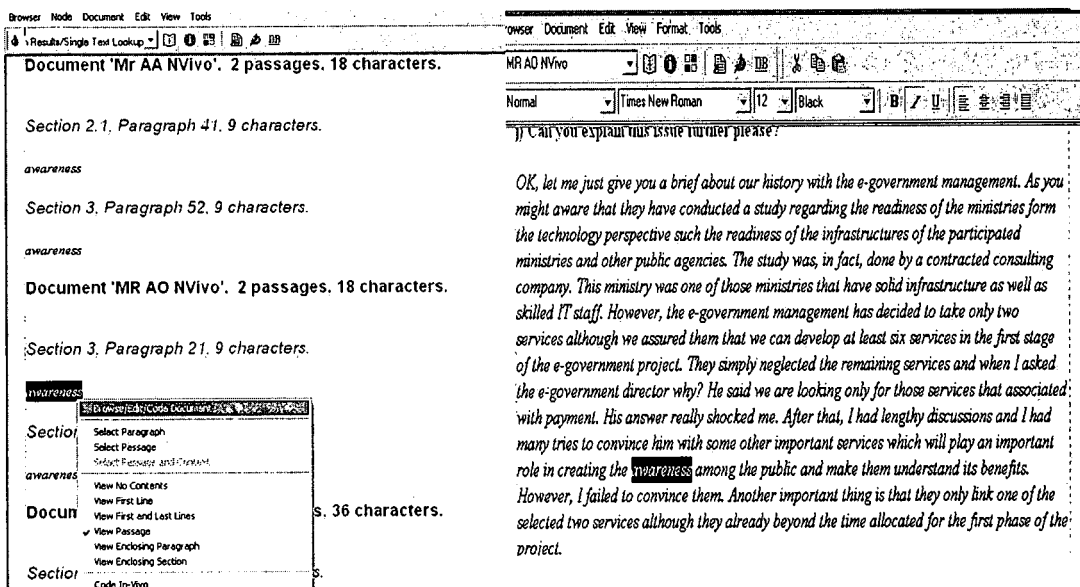 Browser Node Document Edit View Tools
Results/Single Text Lookup
Document 'Mr AA NVivo'. 2 passages, 18 characters.
Section 2.1, Paragraph 41, 9 characters.
awareness
Section 3, Paragraph 52, 9 characters.
awareness
Document 'MR AO NVivo'. 2 passages, 18 characters.
Section 3, Paragraph 21, 9 characters.
awareness
Browse/Edit/Code Document
Section
Select Paragraph
Select Passage
Select Passage and Context
awarenes
View No Contents
View First Line
Docum
View First and Last Lines
s, 36 characters.
View Passage
View Enclosing Paragraph
View Enclosing Section
Section
s.
Code In-Vivo
owser Document Edit View Format Tools
MR AO NVivo
Normal Times New Roman 12 Black B I U
j) Can you explain this issue further please?
OK, let me just give you a brief about our history with the e-government management. As you
might aware that they have conducted a study regarding the readiness of the ministries form
the technology perspective such the readiness of the infrastructures of the participated
ministries and other public agencies. The study was, in fact, done by a contracted consulting
company. This ministry was one of those ministries that have solid infrastructure as well as
skilled IT staff. However, the e-government management has decided to take only two
services although we assured them that we can develop at least six services in the first stage
of the e-government project. They simply neglected the remaining services and when I asked
the e-government director why? He said we are looking only for those services that associated
with payment. His answer really shocked me. After that, I had lengthy discussions and I had
many tries to convince him with some other important services which will play an important
role in creating the awareness among the public and make them understand its benefits.
However, I failed to convince them. Another important thing is that they only link one of the
selected two services although they already beyond the time allocated for the first phase of the
project.